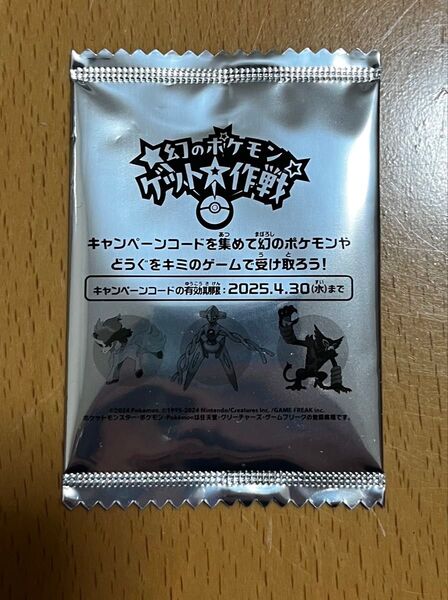 幻のポケモン
ゲット★作戦
キャンペーンコードを集めて幻のポケモンや
どうぐをキミのゲームで受け取ろう！
キャンペーンコードの有効期限：2025.4.30(水)まで
©2024 Pokémon. ©1995-2024 Nintendo/Creatures Inc. /GAME FREAK inc.
ポケットモンスター・ポケモン・Pokémonは任天堂・クリーチャーズ・ゲームフリークの登録商標です。